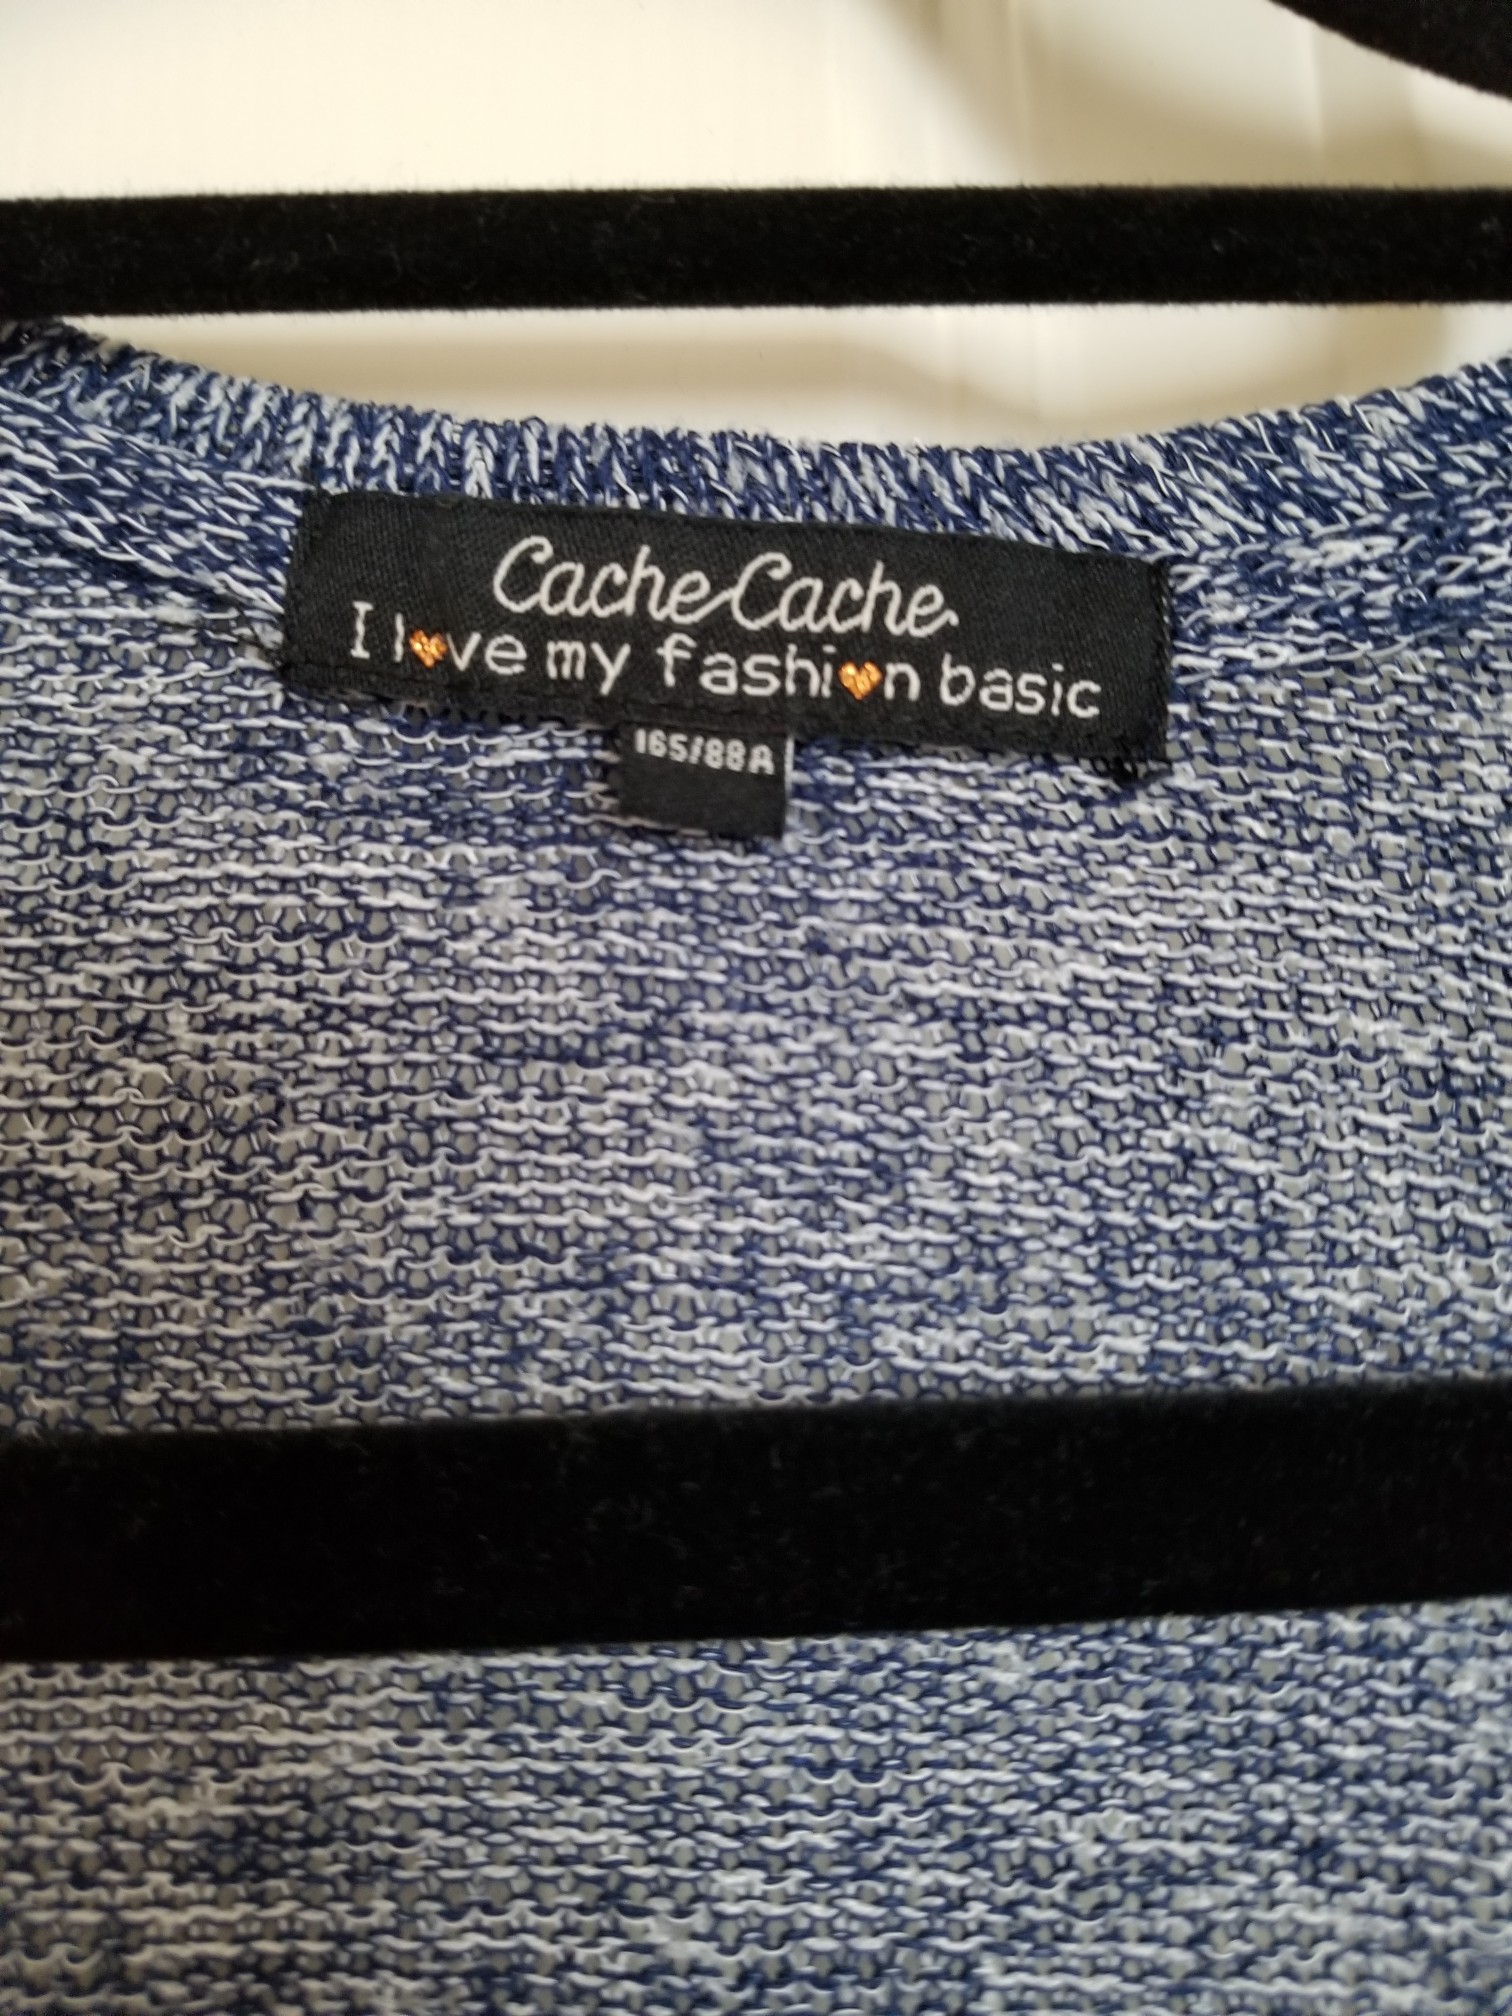 Cache Cache
I love my fashion basic
165/88A